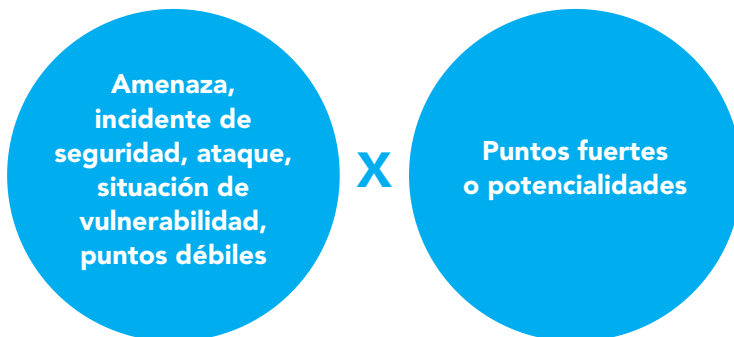 Amenaza,
incidente de
seguridad, ataque,
situación de
vulnerabilidad,
puntos débiles
X
Puntos fuertes
o potencialidades